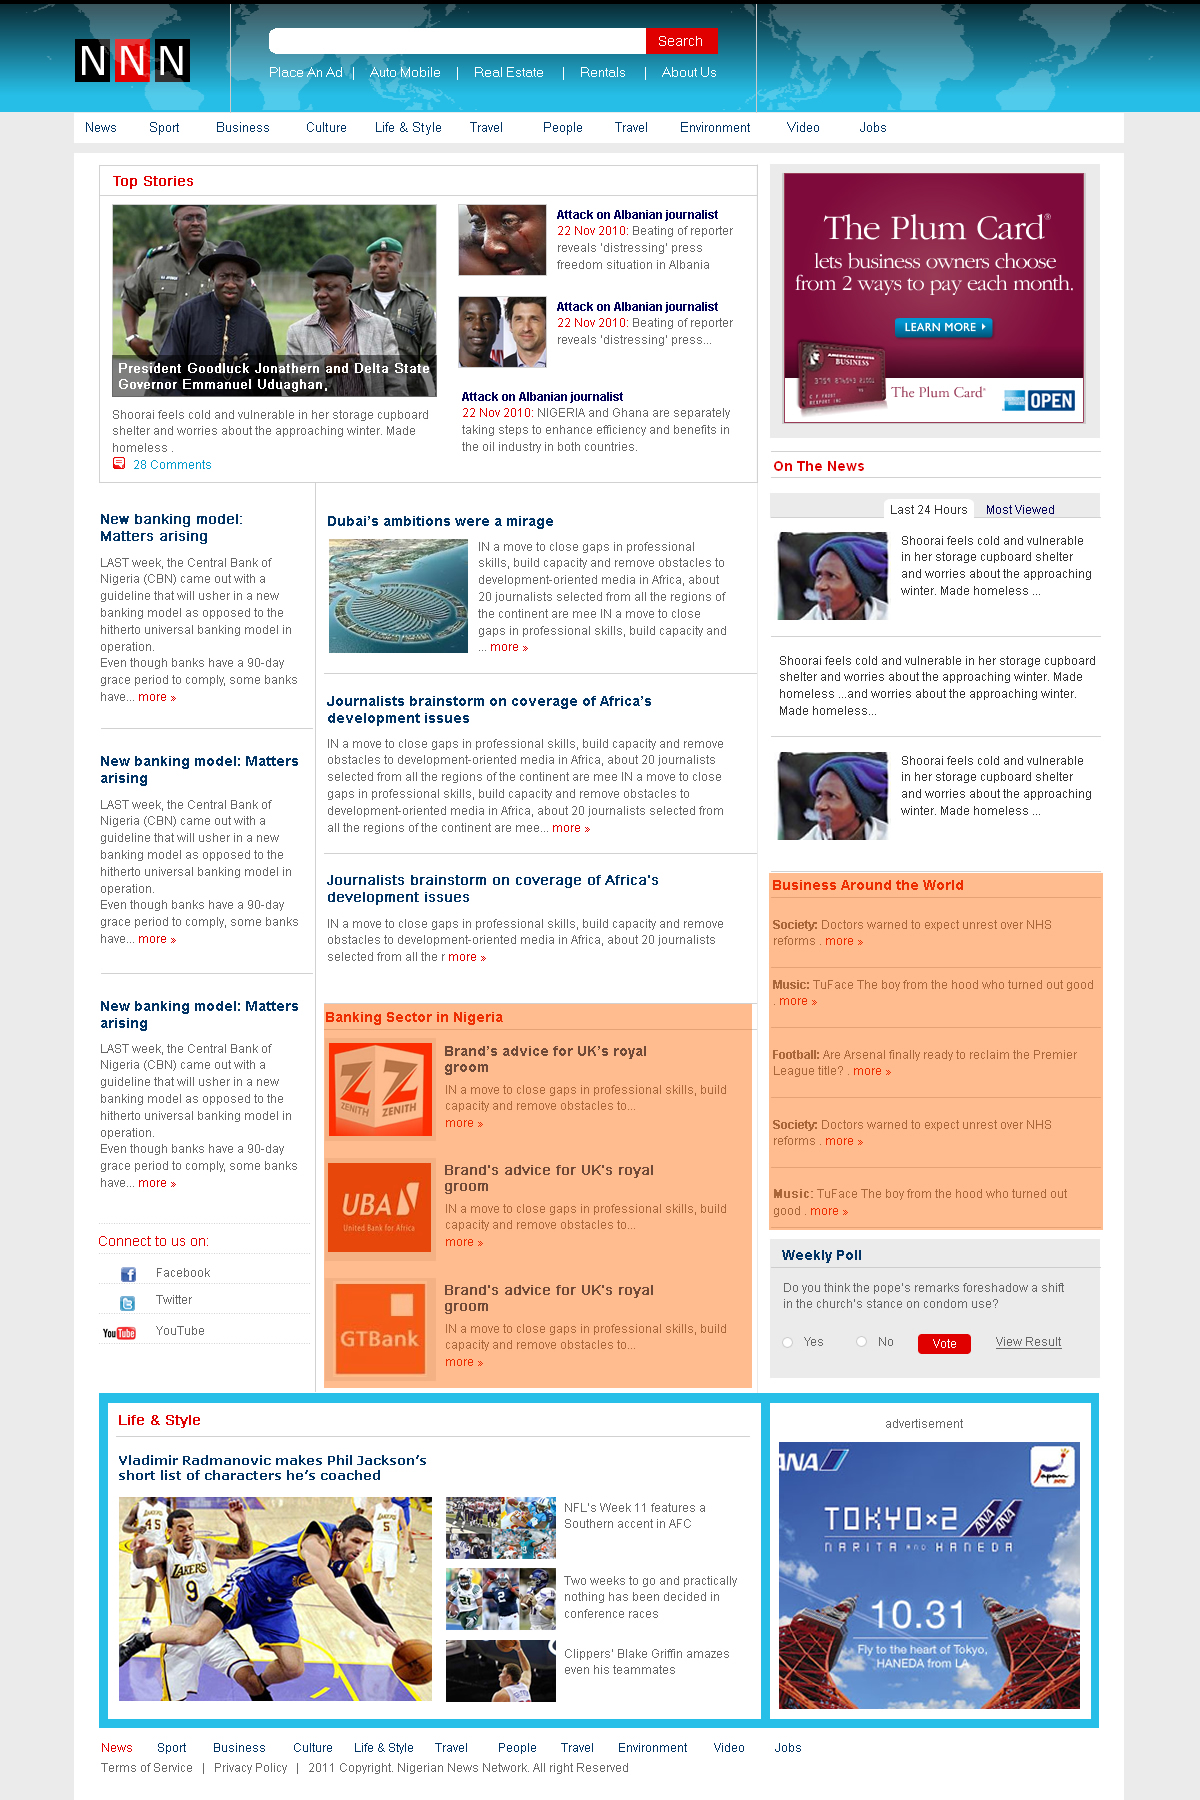 NNN
Search
Place An Ad | Auto Mobile | Real Estate | Rentals | About Us
News Sport Business Culture Life & Style Travel People Travel Environment Video Jobs
Top Stories
President Goodluck Jonathern and Delta State
Governor Emmanuel Uduaghan,
Shoorai feels cold and vulnerable in her storage cupboard
shelter and worries about the approaching winter. Made
homeless .
28 Comments
Attack on Albanian journalist
22 Nov 2010: Beating of reporter
reveals 'distressing' press
freedom situation in Albania
Attack on Albanian journalist
22 Nov 2010: Beating of reporter
reveals 'distressing' press...
Attack on Albanian journalist
22 Nov 2010: NIGERIA and Ghana are separately
taking steps to enhance efficiency and benefits in
the oil industry in both countries.
The Plum Card®
lets business owners choose
from 2 ways to pay each month.
LEARN MORE
AMERICAN EXPRESS
BUSINESS
The Plum Card®
OPEN
On The News
Last 24 Hours Most Viewed
Shoorai feels cold and vulnerable
in her storage cupboard shelter
and worries about the approaching
winter. Made homeless ...
Shoorai feels cold and vulnerable in her storage cupboard
shelter and worries about the approaching winter. Made
homeless ...and worries about the approaching winter.
Made homeless...
Shoorai feels cold and vulnerable
in her storage cupboard shelter
and worries about the approaching
winter. Made homeless ...
New banking model:
Matters arising
LAST week, the Central Bank of
Nigeria (CBN) came out with a
guideline that will usher in a new
banking model as opposed to the
hitherto universal banking model in
operation.
Even though banks have a 90-day
grace period to comply, some banks
have... more »
New banking model: Matters
arising
LAST week, the Central Bank of
Nigeria (CBN) came out with a
guideline that will usher in a new
banking model as opposed to the
hitherto universal banking model in
operation.
Even though banks have a 90-day
grace period to comply, some banks
have... more »
New banking model: Matters
arising
LAST week, the Central Bank of
Nigeria (CBN) came out with a
guideline that will usher in a new
banking model as opposed to the
hitherto universal banking model in
operation.
Even though banks have a 90-day
grace period to comply, some banks
have... more »
Connect to us on:
Facebook
Twitter
YouTube
Dubai's ambitions were a mirage
IN a move to close gaps in professional
skills, build capacity and remove obstacles to
development-oriented media in Africa, about
20 journalists selected from all the regions of
the continent are mee IN a move to close
gaps in professional skills, build capacity and
... more »
Journalists brainstorm on coverage of Africa's
development issues
IN a move to close gaps in professional skills, build capacity and remove
obstacles to development-oriented media in Africa, about 20 journalists
selected from all the regions of the continent are mee IN a move to close
gaps in professional skills, build capacity and remove obstacles to
development-oriented media in Africa, about 20 journalists selected from
all the regions of the continent are mee... more »
Journalists brainstorm on coverage of Africa's
development issues
IN a move to close gaps in professional skills, build capacity and remove
obstacles to development-oriented media in Africa, about 20 journalists
selected from all the r more »
Banking Sector in Nigeria
ZENITH ZENITH
Brand's advice for UK's royal
groom
IN a move to close gaps in professional skills, build
capacity and remove obstacles to...
more »
UBA
United Bank for Africa
Brand's advice for UK's royal
groom
IN a move to close gaps in professional skills, build
capacity and remove obstacles to...
more »
GTBank
Brand's advice for UK's royal
groom
IN a move to close gaps in professional skills, build
capacity and remove obstacles to...
more »
Business Around the World
Society: Doctors warned to expect unrest over NHS
reforms . more »
Music: TuFace The boy from the hood who turned out good
. more »
Football: Are Arsenal finally ready to reclaim the Premier
League title? . more »
Society: Doctors warned to expect unrest over NHS
reforms . more »
Music: TuFace The boy from the hood who turned out
good . more »
Weekly Poll
Do you think the pope's remarks foreshadow a shift
in the church's stance on condom use?
Yes No Vote View Result
Life & Style
Vladimir Radmanovic makes Phil Jackson's
short list of characters he's coached
LAKERS
9
NFL's Week 11 features a
Southern accent in AFC
Two weeks to go and practically
nothing has been decided in
conference races
Clippers' Blake Griffin amazes
even his teammates
advertisement
ANA
Japan
TOKYO×2 ANA ANA
NARITA AND HANEDA
10.31
Fly to the heart of Tokyo,
HANEDA from LA
News Sport Business Culture Life & Style Travel People Travel Environment Video Jobs
Terms of Service | Privacy Policy | 2011 Copyright. Nigerian News Network. All right Reserved